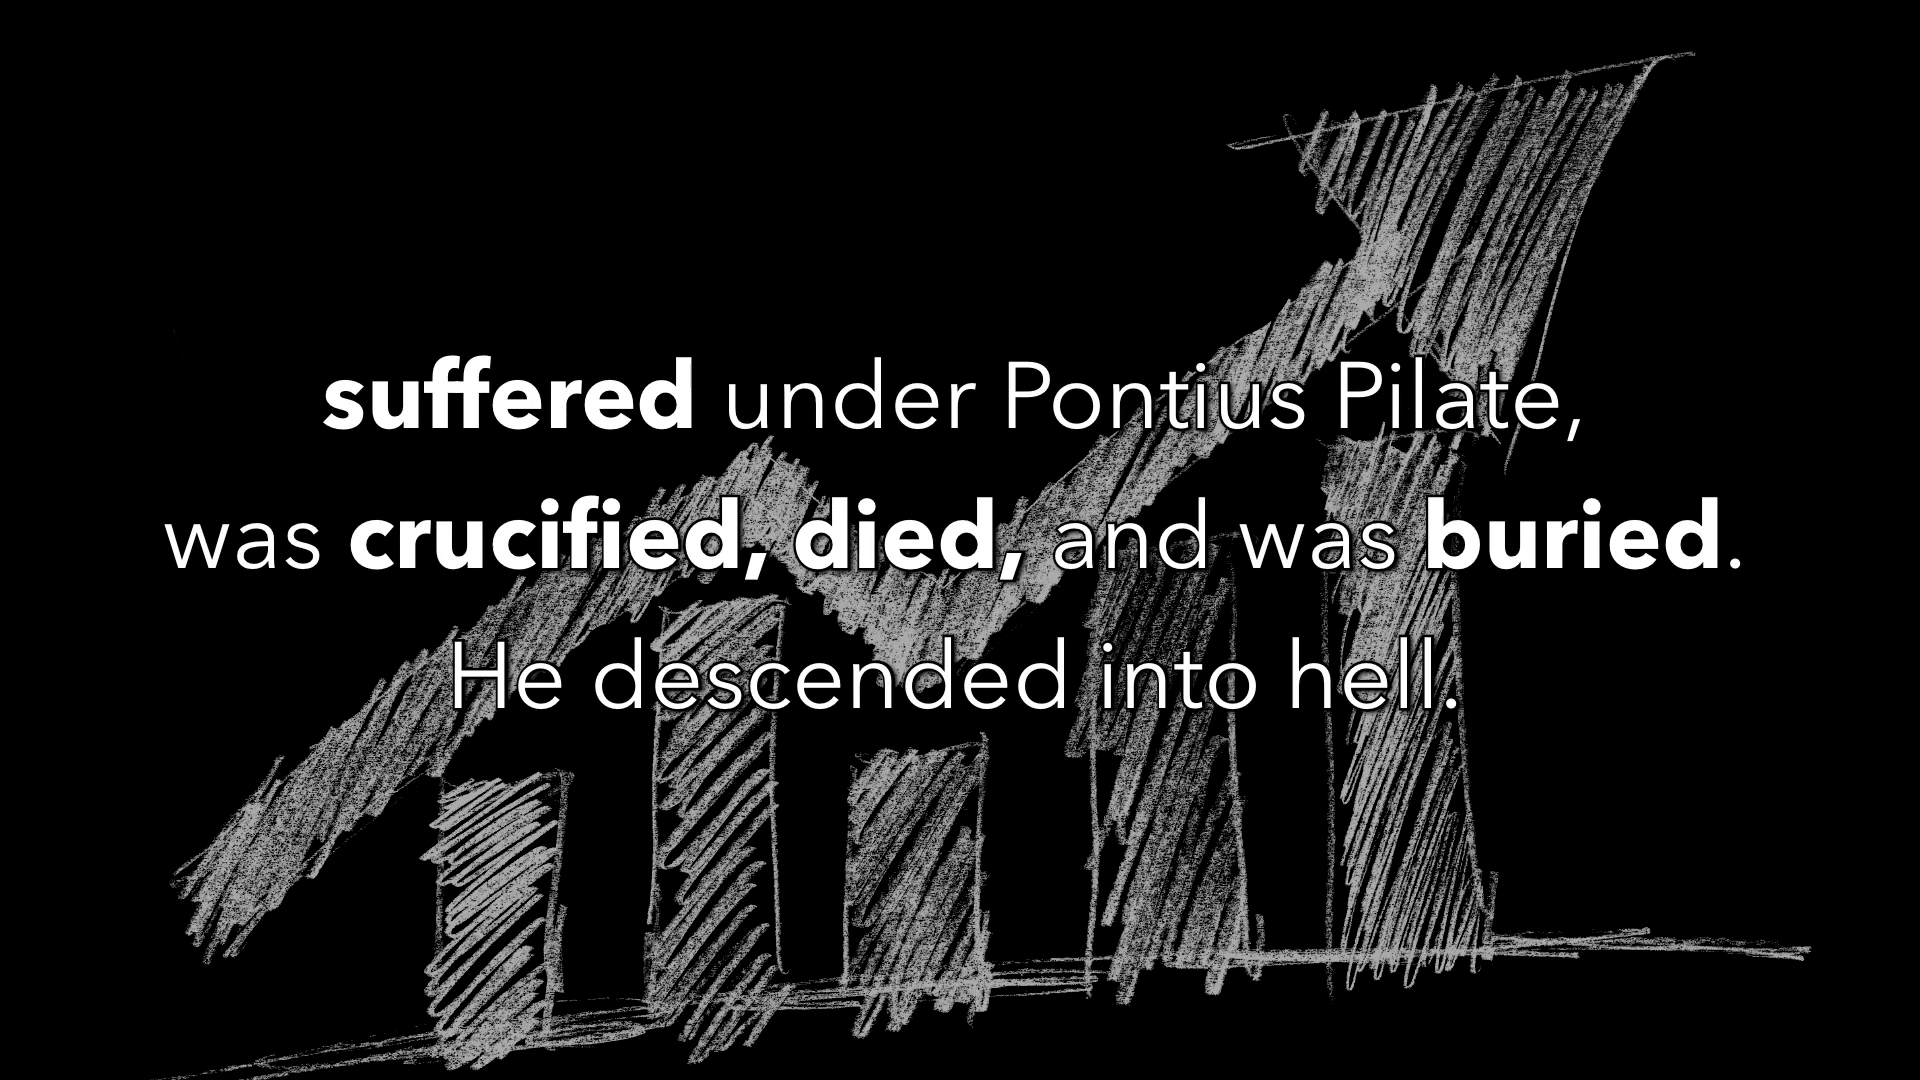 suffered under Pontius Pilate,
was crucified, died, and was buried.
He descended into hell.